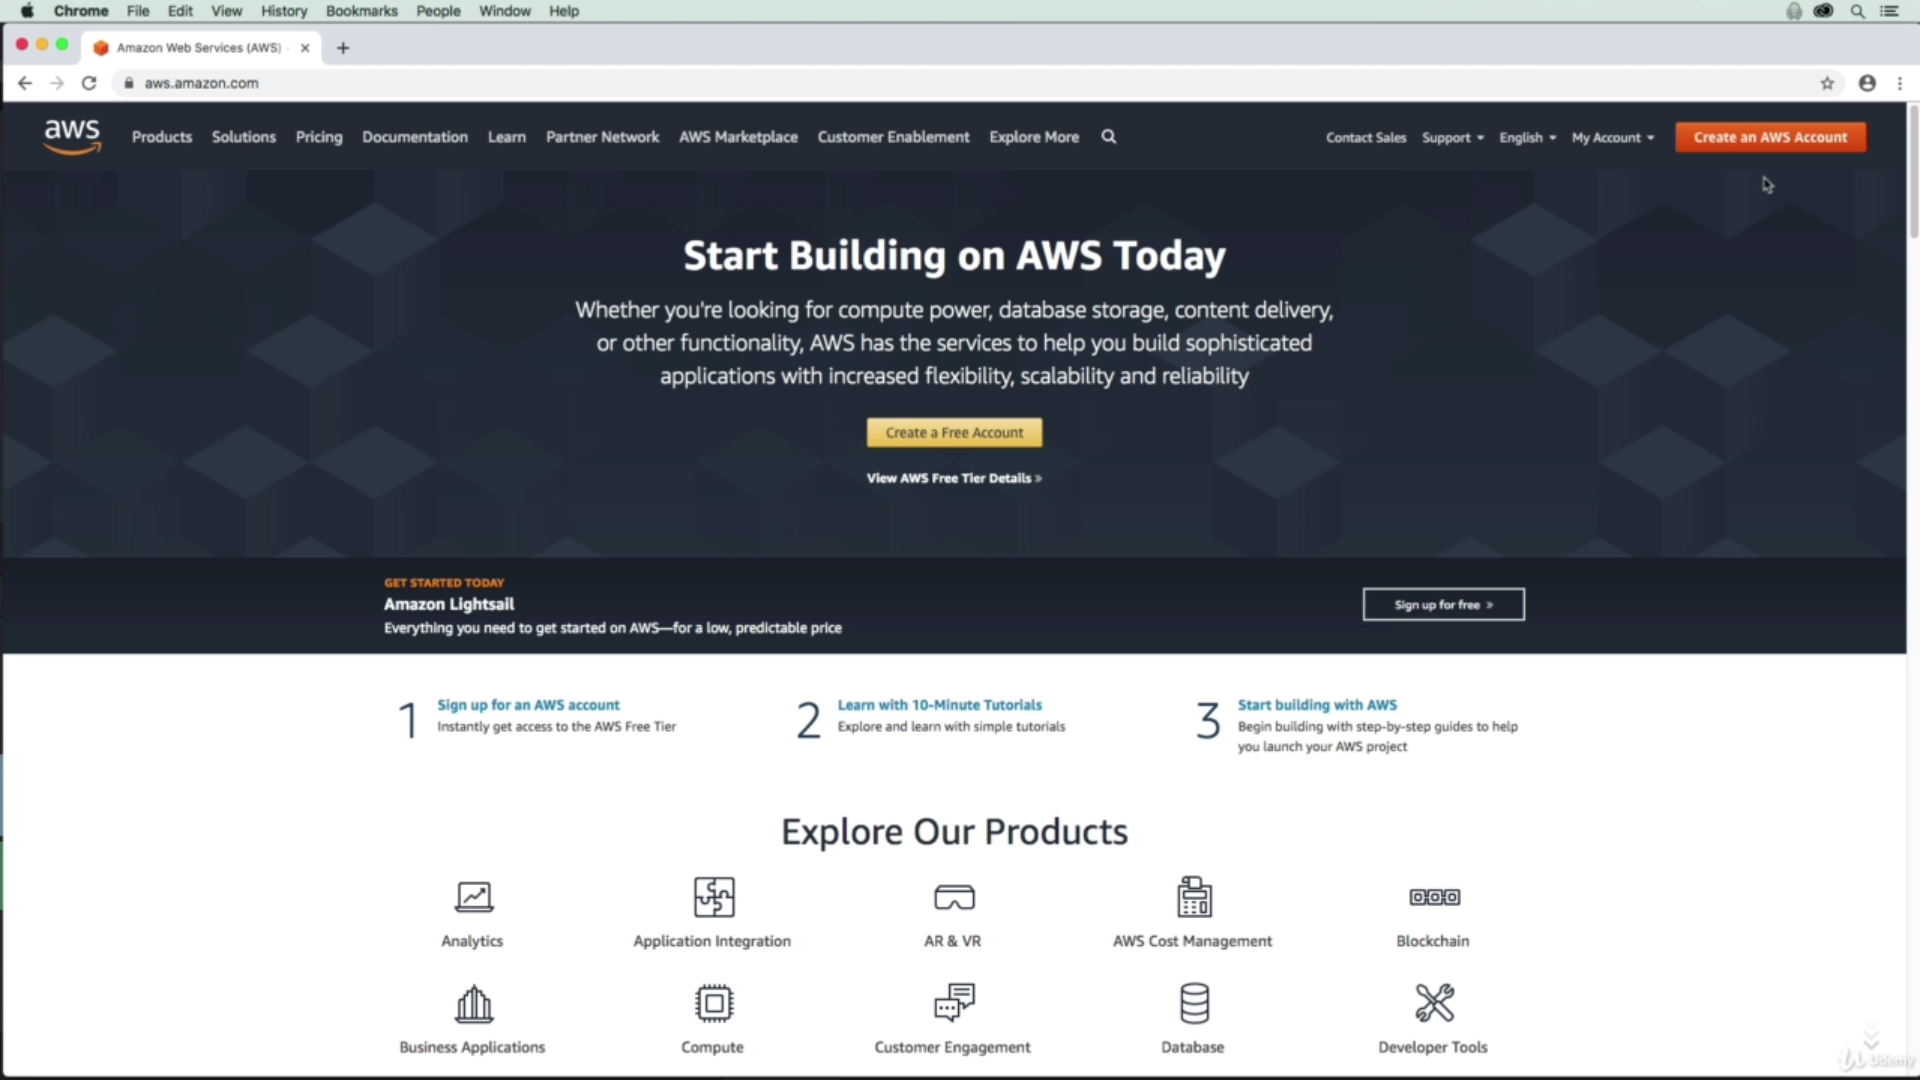 Chrome File Edit View History Bookmarks People Window Help
Amazon Web Services (AWS) -
aws.amazon.com
aws Products Solutions Pricing Documentation Learn Partner Network AWS Marketplace Customer Enablement Explore More Contact Sales Support English My Account Create an AWS Account
Start Building on AWS Today
Whether you're looking for compute power, database storage, content delivery,
or other functionality, AWS has the services to help you build sophisticated
applications with increased flexibility, scalability and reliability
Create a Free Account
View AWS Free Tier Details »
GET STARTED TODAY
Amazon Lightsail
Everything you need to get started on AWS—for a low, predictable price
Sign up for free »
1 Sign up for an AWS account
Instantly get access to the AWS Free Tier
2 Learn with 10-Minute Tutorials
Explore and learn with simple tutorials
3 Start building with AWS
Begin building with step-by-step guides to help
you launch your AWS project
Explore Our Products
Analytics Application Integration AR & VR AWS Cost Management Blockchain
Business Applications Compute Customer Engagement Database Developer Tools
Udemy